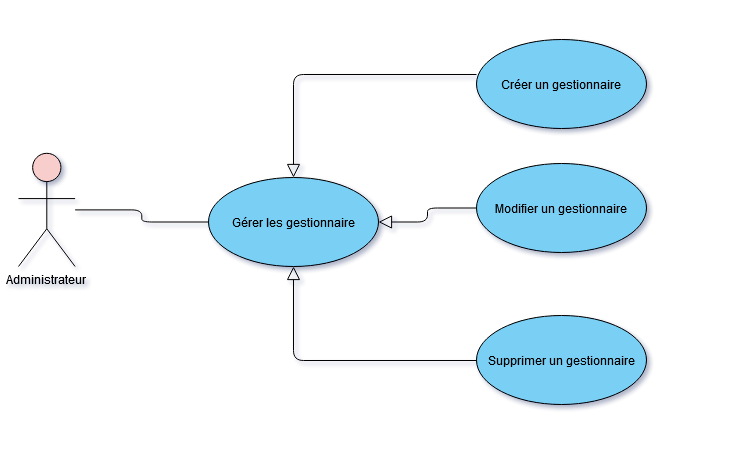 Créer un gestionnaire
Modifier un gestionnaire
Gérer les gestionnaire
Administrateur
Supprimer un gestionnaire